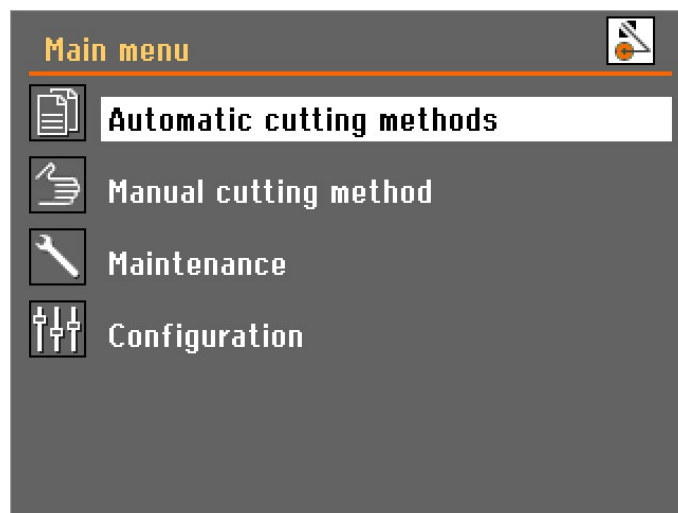 Main menu
Automatic cutting methods
Manual cutting method
Maintenance
Configuration